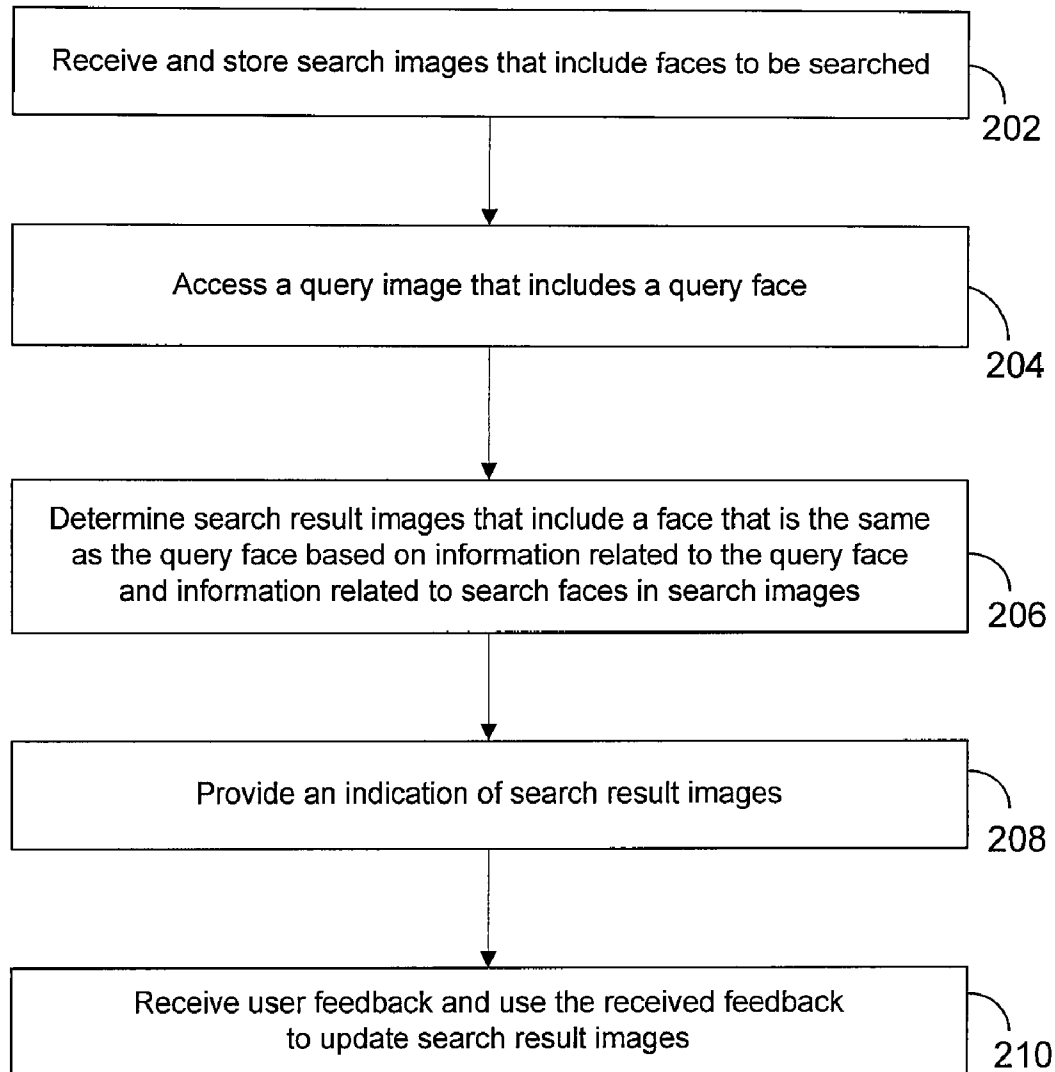 Receive and store search images that include faces to be searched
202
Access a query image that includes a query face
204
Determine search result images that include a face that is the same
as the query face based on information related to the query face
and information related to search faces in search images
206
Provide an indication of search result images
208
Receive user feedback and use the received feedback
to update search result images
210